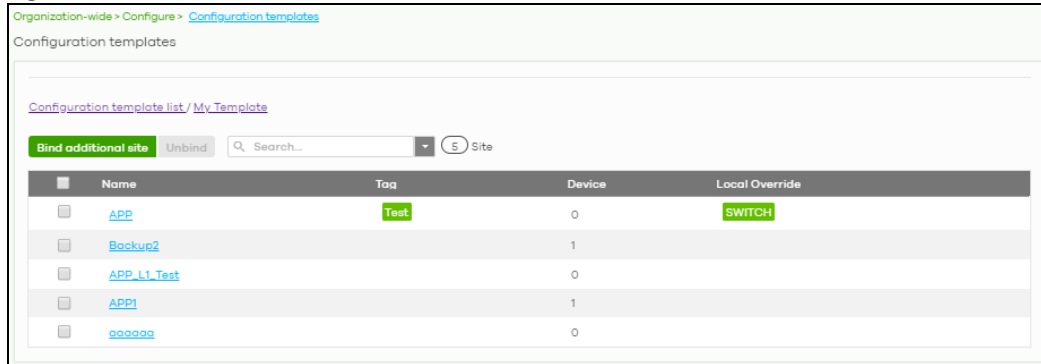 Organization-wide > Configure > Configuration templates
Configuration templates
Configuration template list / My Template
Bind additional site Unbind Search... 5 Site
Name Tag Device Local Override
APP Test 0 SWITCH
Backup2 1
APP_L1_Test 0
APP1 1
aaaaaa 0